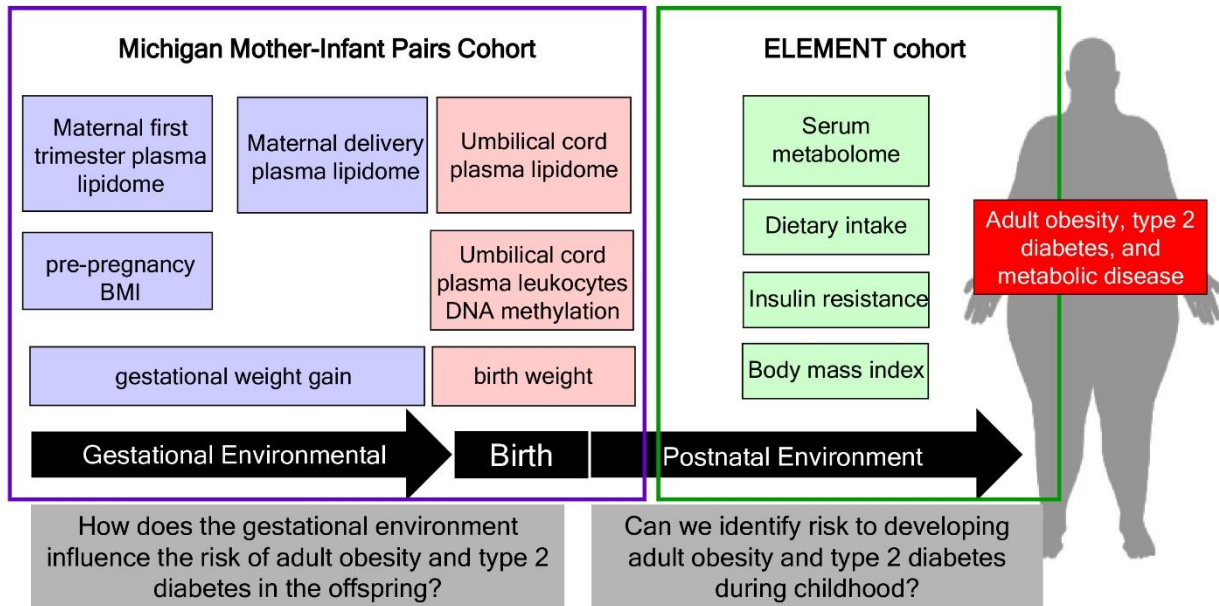 Michigan Mother-Infant Pairs Cohort
Maternal first
trimester plasma
lipidome
Maternal delivery
plasma lipidome
Umbilical cord
plasma lipidome
pre-pregnancy
BMI
Umbilical cord
plasma leukocytes
DNA methylation
gestational weight gain
birth weight
Gestational Environmental
Birth
ELEMENT cohort
Serum
metabolome
Dietary intake
Insulin resistance
Body mass index
Postnatal Environment
Adult obesity, type 2
diabetes, and
metabolic disease
How does the gestational environment
influence the risk of adult obesity and type 2
diabetes in the offspring?
Can we identify risk to developing
adult obesity and type 2 diabetes
during childhood?